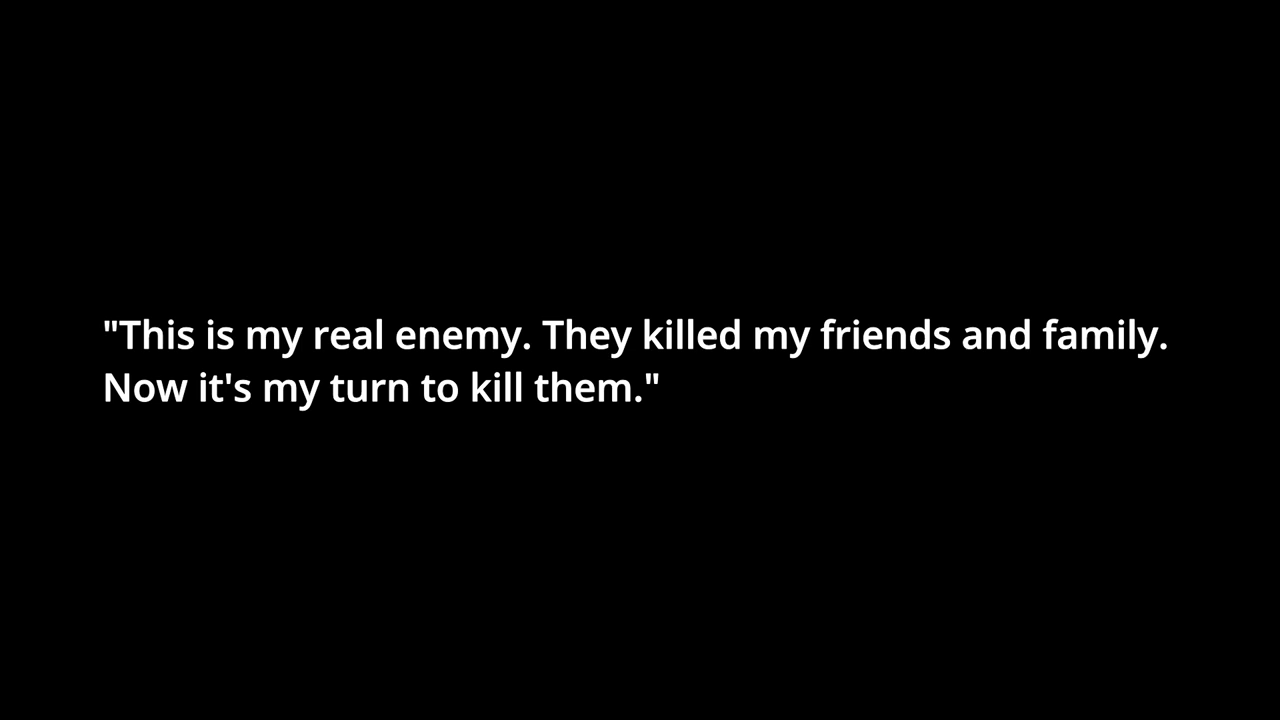 "This is my real enemy. They killed my friends and family.
Now it's my turn to kill them."